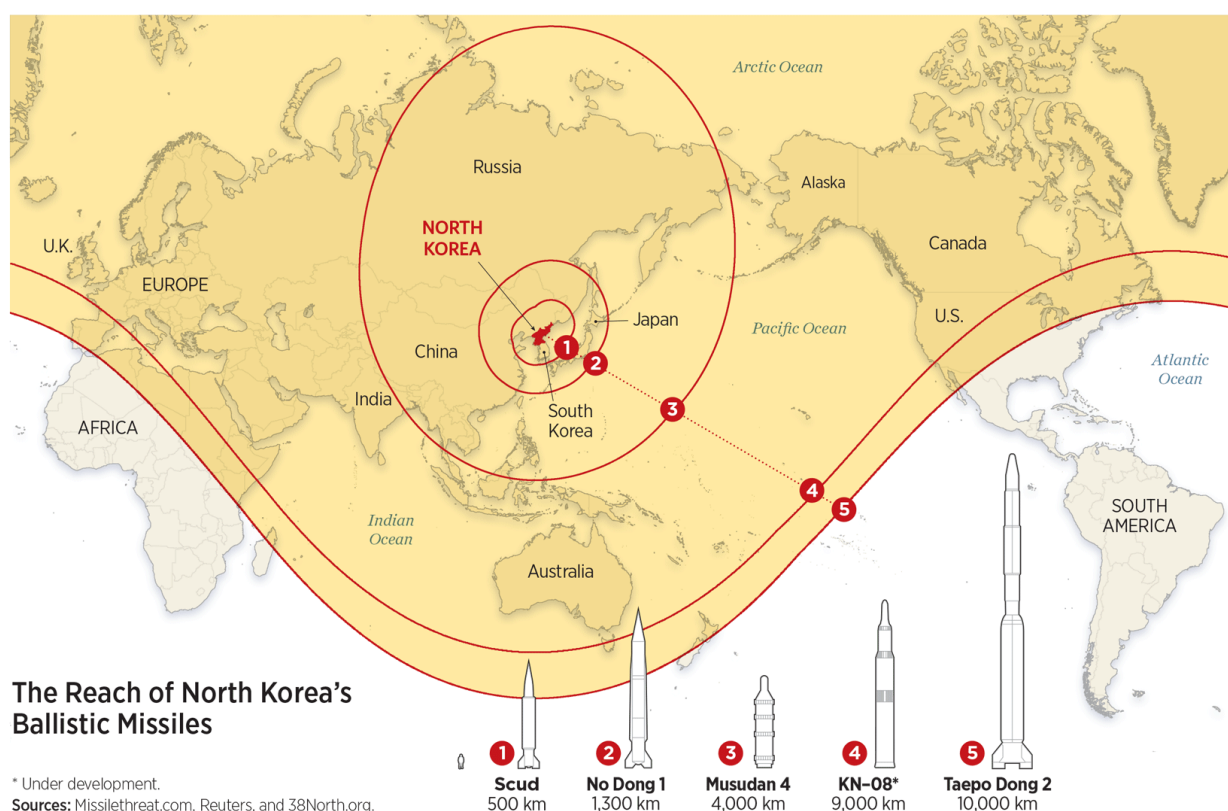 Arctic Ocean
Russia
Alaska
NORTH
KOREA
U.K.
Canada
EUROPE
U.S.
Japan
Pacific Ocean
China
Atlantic
Ocean
India
South
Korea
AFRICA
1
2
3
4
5
SOUTH
AMERICA
Indian
Ocean
Australia
The Reach of North Korea’s
Ballistic Missiles
* Under development.
Sources: Missilethreat.com, Reuters, and 38North.org.
1
Scud
500 km
2
No Dong 1
1,300 km
3
Musudan 4
4,000 km
4
KN-08*
9,000 km
5
Taepo Dong 2
10,000 km